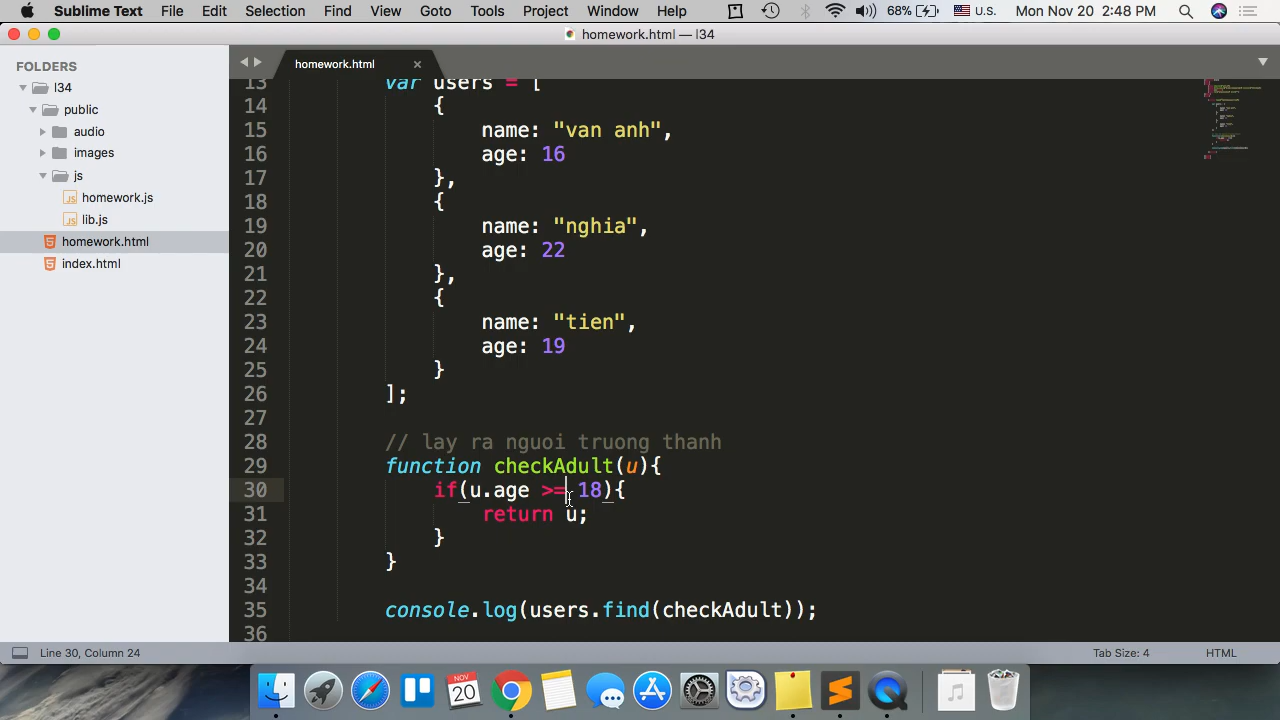 Sublime Text File Edit Selection Find View Goto Tools Project Window Help 68% U.S. Mon Nov 20 2:48 PM
homework.html — l34
FOLDERS
l34
public
audio
images
js
homework.js
lib.js
homework.html
index.html
homework.html
13 var users = [
14 {
15 name: "van anh",
16 age: 16
17 },
18 {
19 name: "nghia",
20 age: 22
21 },
22 {
23 name: "tien",
24 age: 19
25 }
26 ];
27
28 // lay ra nguoi truong thanh
29 function checkAdult(u){
30 if(u.age >= 18){
31 return u;
32 }
33 }
34
35 console.log(users.find(checkAdult));
36
Line 30, Column 24 Tab Size: 4 HTML
NOV
20